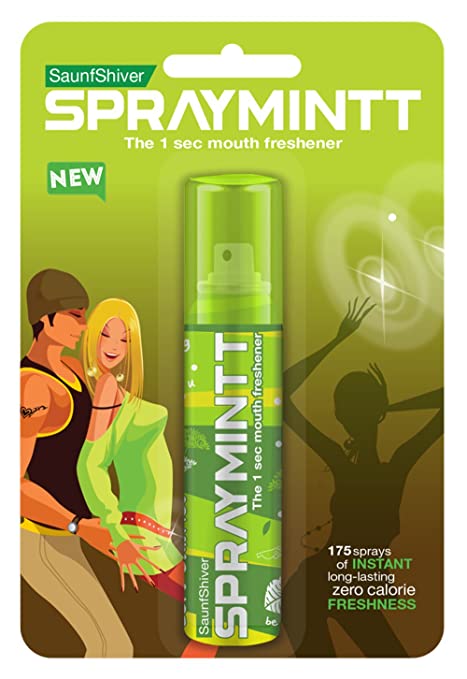 SaunfShiver
SPRAYMINTT
The 1 sec mouth freshener
NEW
SaunfShiver
SPRAYMINTT
The 1 sec mouth freshener
be
175 sprays
of INSTANT
long-lasting
zero calorie
FRESHNESS